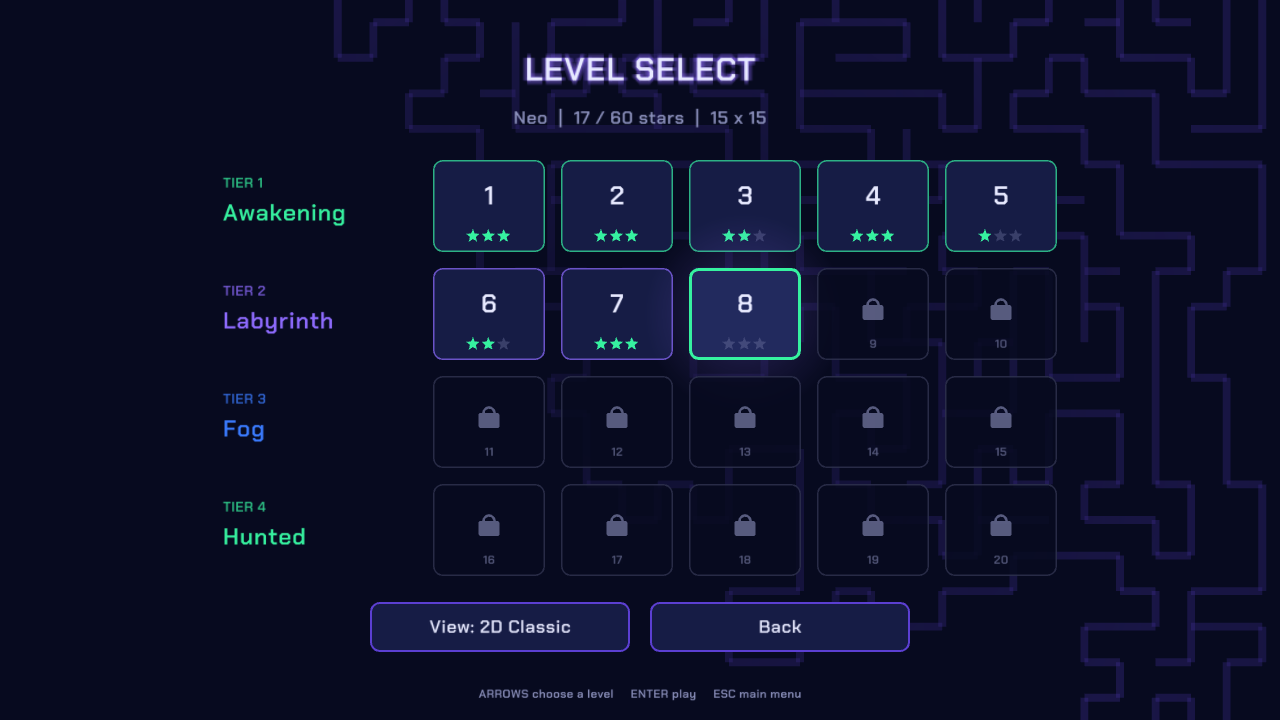 LEVEL SELECT
Neo | 17 / 60 stars | 15 x 15
TIER 1
Awakening
1
2
3
4
5
TIER 2
Labyrinth
6
7
8
9
10
TIER 3
Fog
11
12
13
14
15
TIER 4
Hunted
16
17
18
19
20
View: 2D Classic
Back
ARROWS choose a level ENTER play ESC main menu